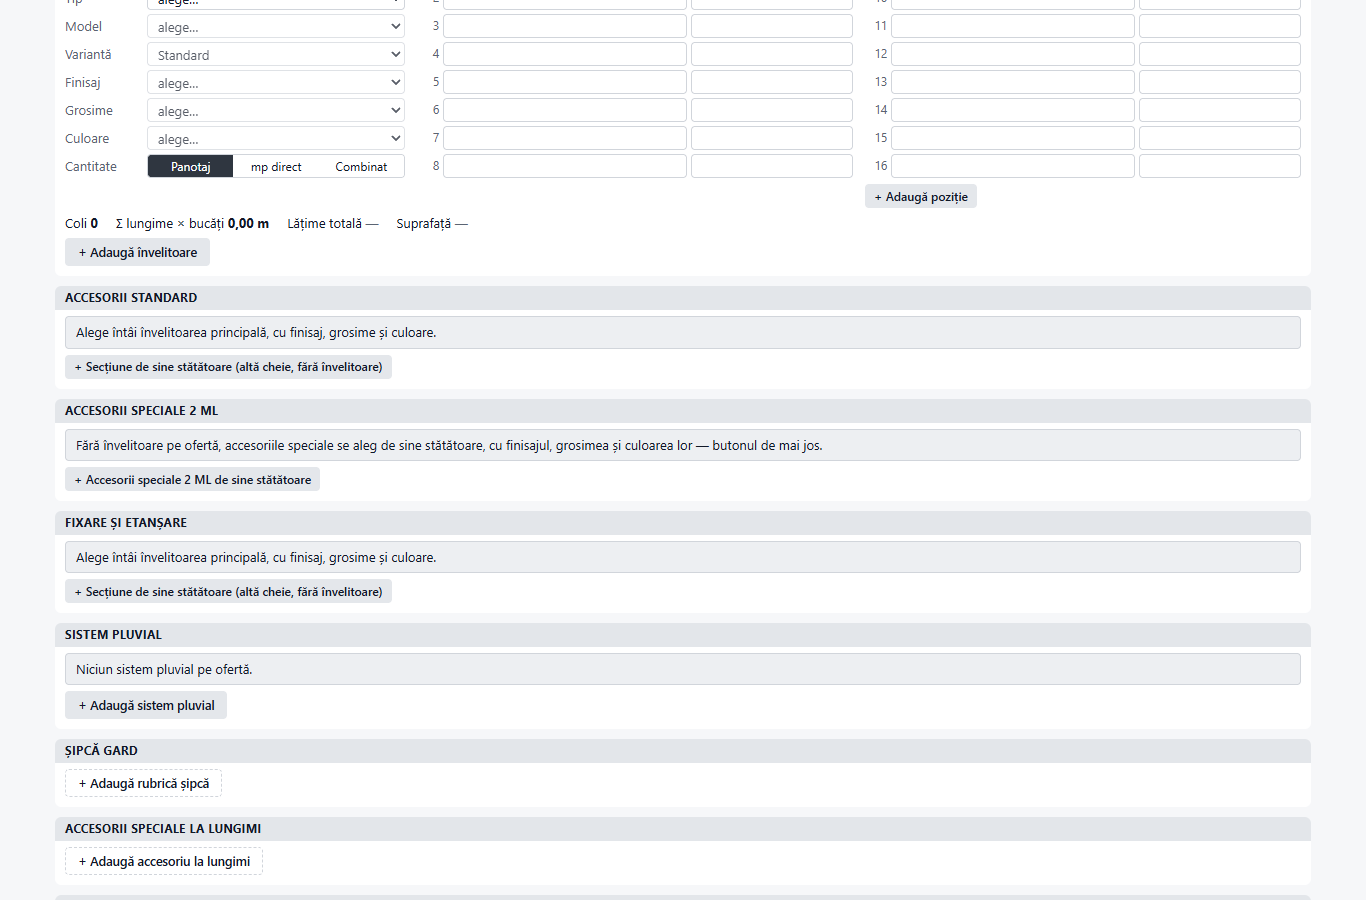 Tip alege... 2 10
Model alege... 3 11
Variantă Standard 4 12
Finisaj alege... 5 13
Grosime alege... 6 14
Culoare alege... 7 15
Cantitate Panotaj mp direct Combinat 8 16
+ Adaugă poziție
Coli 0 Σ lungime × bucăți 0,00 m Lățime totală — Suprafață —
+ Adaugă învelitoare
ACCESORII STANDARD
Alege întâi învelitoarea principală, cu finisaj, grosime și culoare.
+ Secțiune de sine stătătoare (altă cheie, fără învelitoare)
ACCESORII SPECIALE 2 ML
Fără învelitoare pe ofertă, accesoriile speciale se aleg de sine stătătoare, cu finisajul, grosimea și culoarea lor — butonul de mai jos.
+ Accesorii speciale 2 ML de sine stătătoare
FIXARE ȘI ETANȘARE
Alege întâi învelitoarea principală, cu finisaj, grosime și culoare.
+ Secțiune de sine stătătoare (altă cheie, fără învelitoare)
SISTEM PLUVIAL
Niciun sistem pluvial pe ofertă.
+ Adaugă sistem pluvial
ȘIPCĂ GARD
+ Adaugă rubrică șipcă
ACCESORII SPECIALE LA LUNGIMI
+ Adaugă accesoriu la lungimi